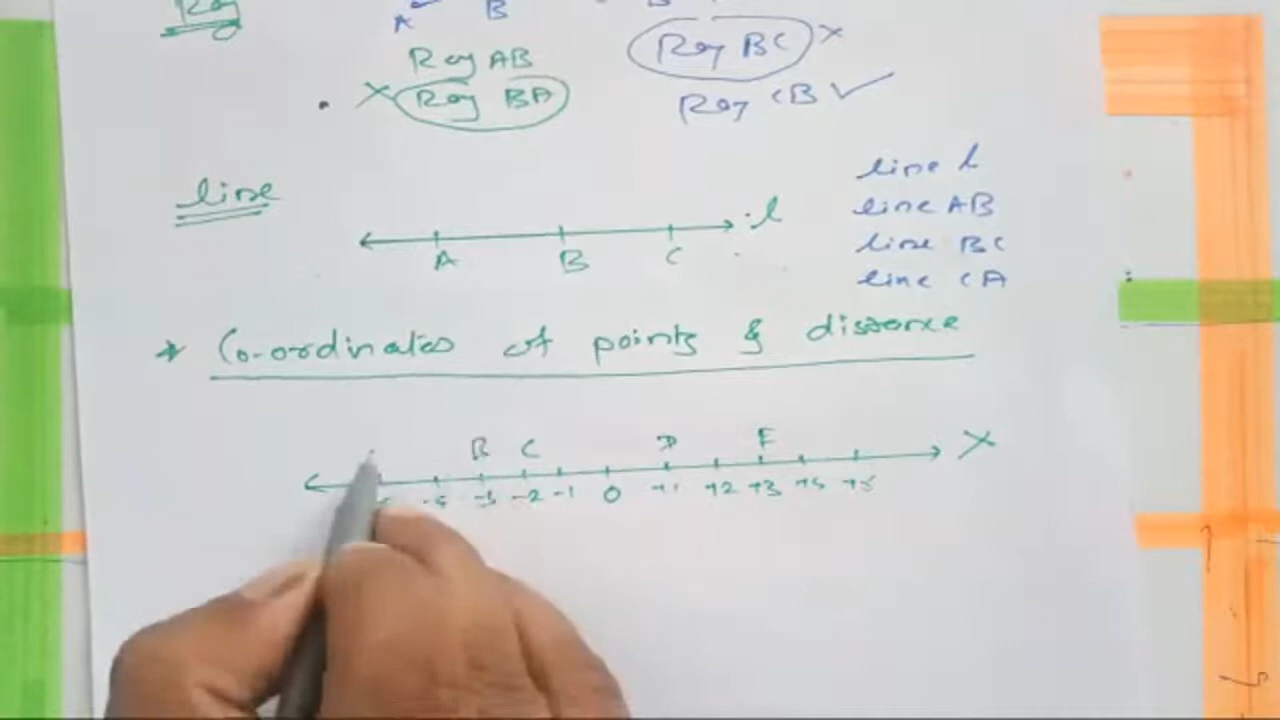 Ray
A B B
Ray AB Ray BC ×
× Ray BA Ray CB ✓
line l
line l
line AB
A B C line BC
line CA
* Co-ordinates of points & distance
B C D E X
-3 -2 -1 0 +1 +2 +3 +5